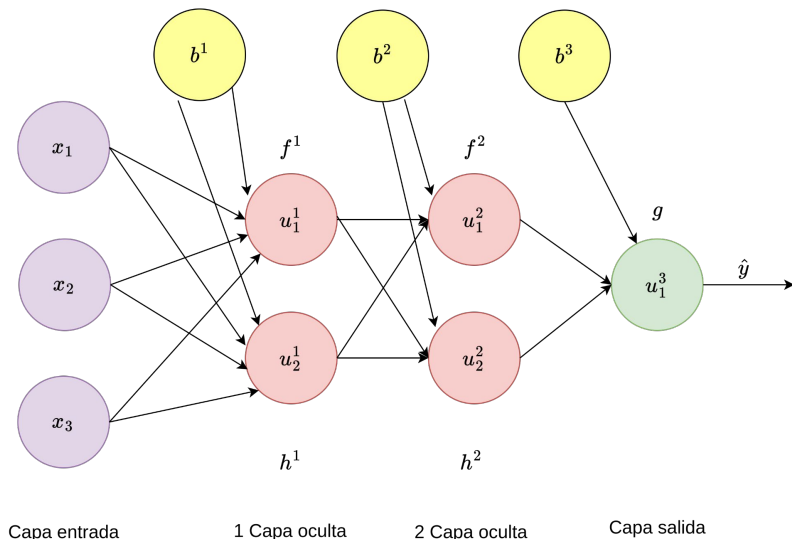 b¹
b²
b³
x₁
f¹
f²
u₁¹
u₁²
g
x₂
u₁³
ŷ
u₂¹
u₂²
x₃
h¹
h²
Capa entrada
1 Capa oculta
2 Capa oculta
Capa salida